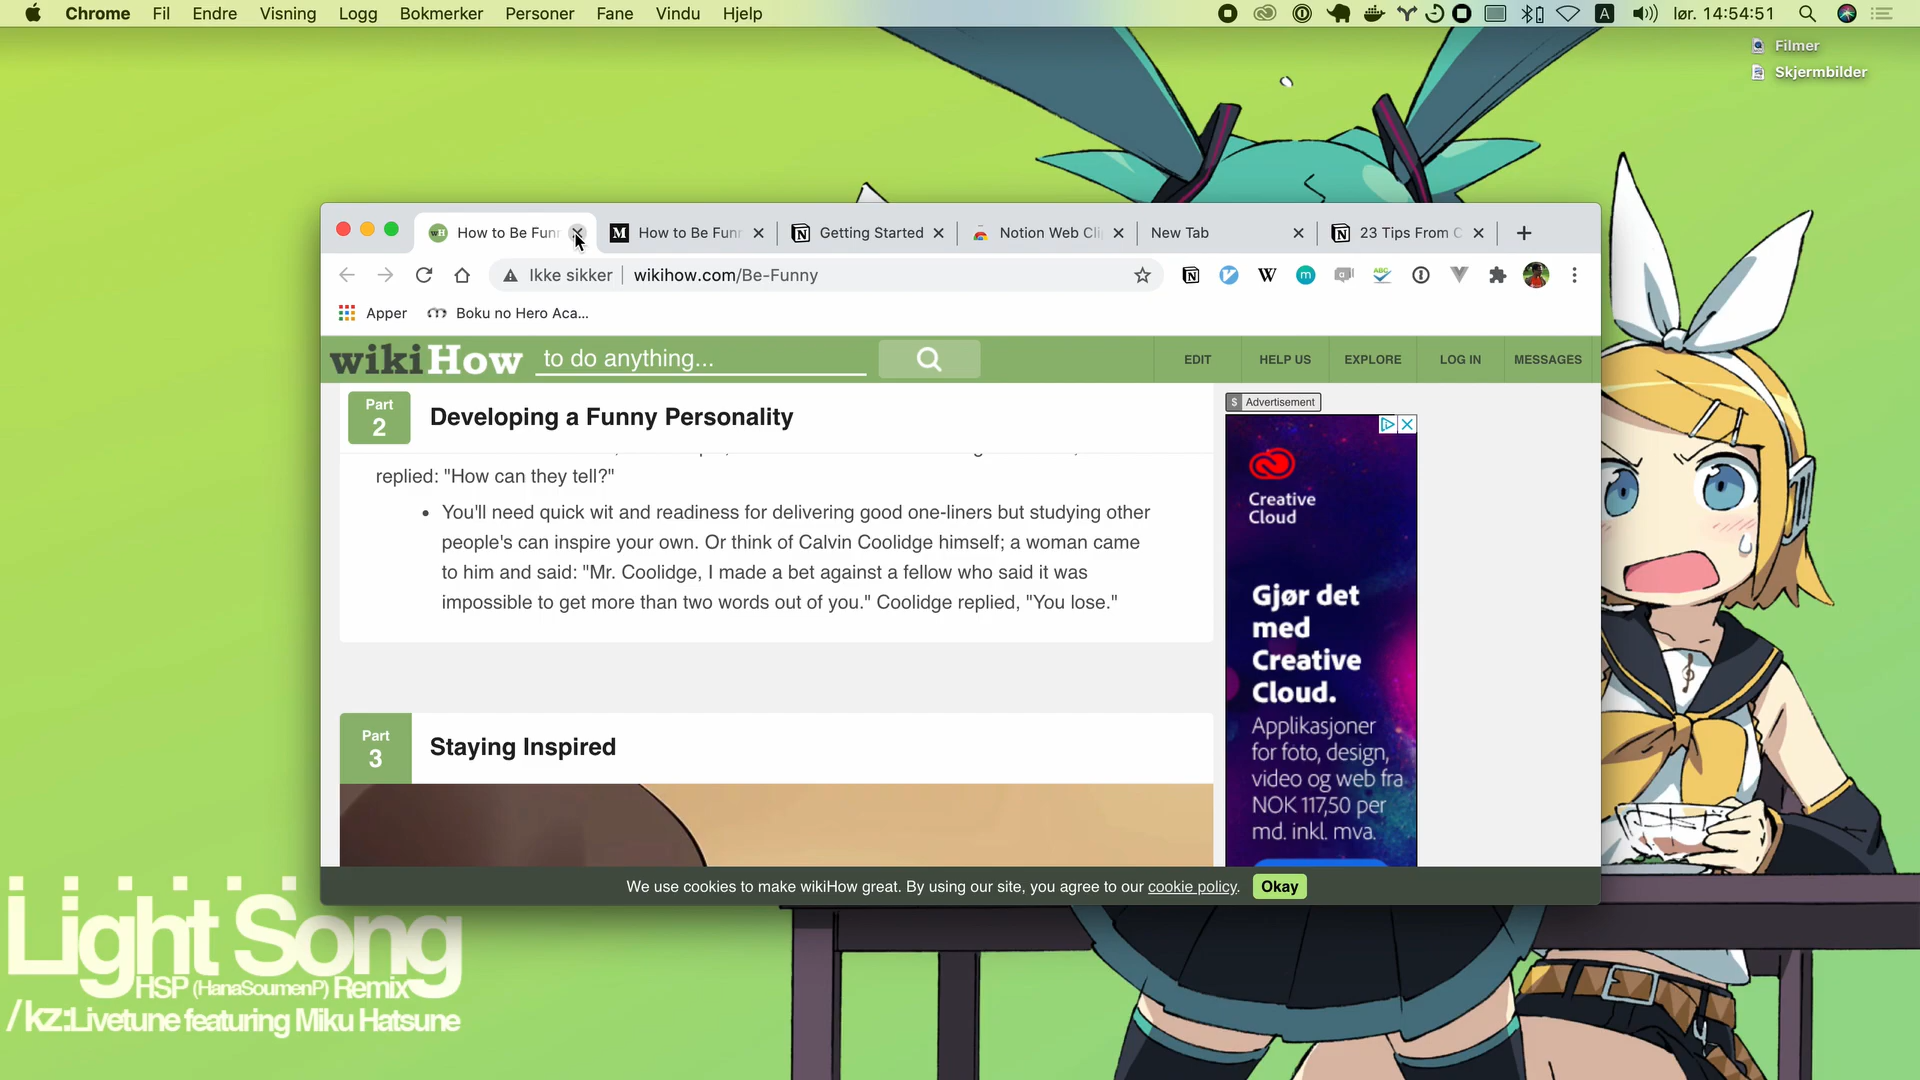 Chrome Fil Endre Visning Logg Bokmerker Personer Fane Vindu Hjelp A lør. 14:54:51
Filmer
Skjermbilder
How to Be Funn
How to Be Funn
Getting Started
Notion Web Cli
New Tab
23 Tips From C
Ikke sikker wikihow.com/Be-Funny
Apper Boku no Hero Aca...
wikiHow to do anything... EDIT HELP US EXPLORE LOG IN MESSAGES
Part
2
Developing a Funny Personality
replied: "How can they tell?"
• You'll need quick wit and readiness for delivering good one-liners but studying other
people's can inspire your own. Or think of Calvin Coolidge himself; a woman came
to him and said: "Mr. Coolidge, I made a bet against a fellow who said it was
impossible to get more than two words out of you." Coolidge replied, "You lose."
Part
3
Staying Inspired
$ Advertisement
Creative
Cloud
Gjør det
med
Creative
Cloud.
Applikasjoner
for foto, design,
video og web fra
NOK 117,50 per
md. inkl. mva.
We use cookies to make wikiHow great. By using our site, you agree to our cookie policy. Okay
Light Song
HSP (HanaSoumenP) Remix
/kz:Livetune featuring Miku Hatsune